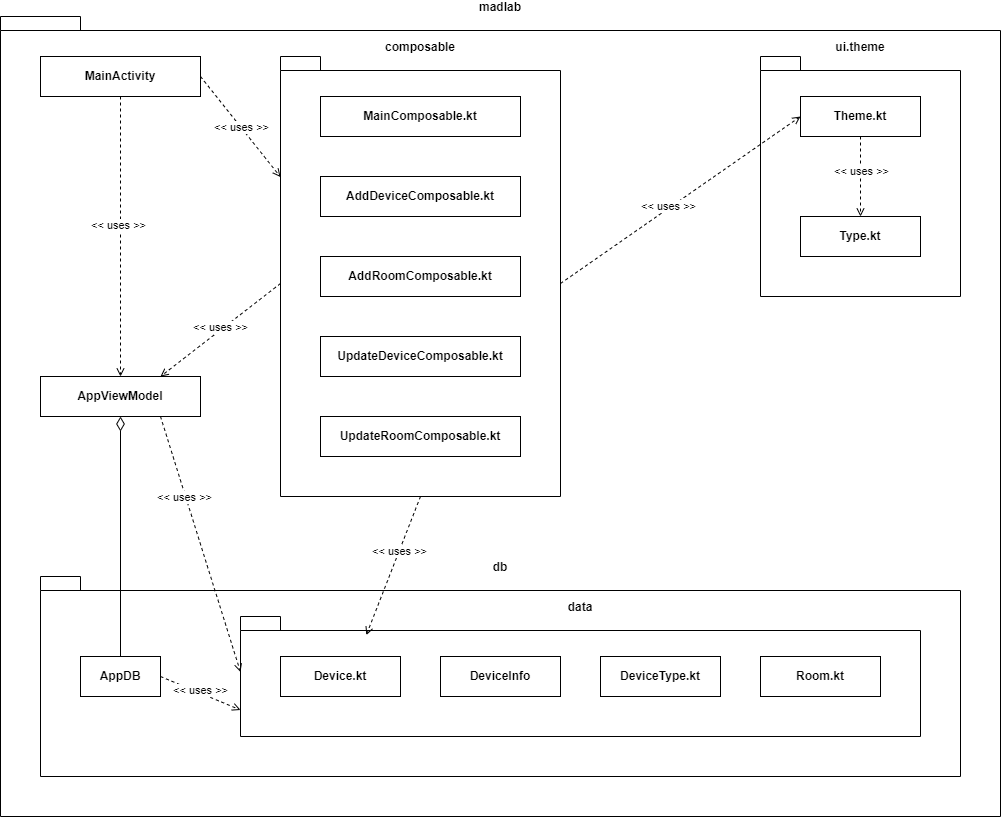 madlab
composable
ui.theme
MainActivity
MainComposable.kt
Theme.kt
<< uses >>
<< uses >>
AddDeviceComposable.kt
<< uses >>
<< uses >>
Type.kt
AddRoomComposable.kt
<< uses >>
UpdateDeviceComposable.kt
AppViewModel
UpdateRoomComposable.kt
<< uses >>
<< uses >>
db
data
AppDB
Device.kt
DeviceInfo
DeviceType.kt
Room.kt
<< uses >>